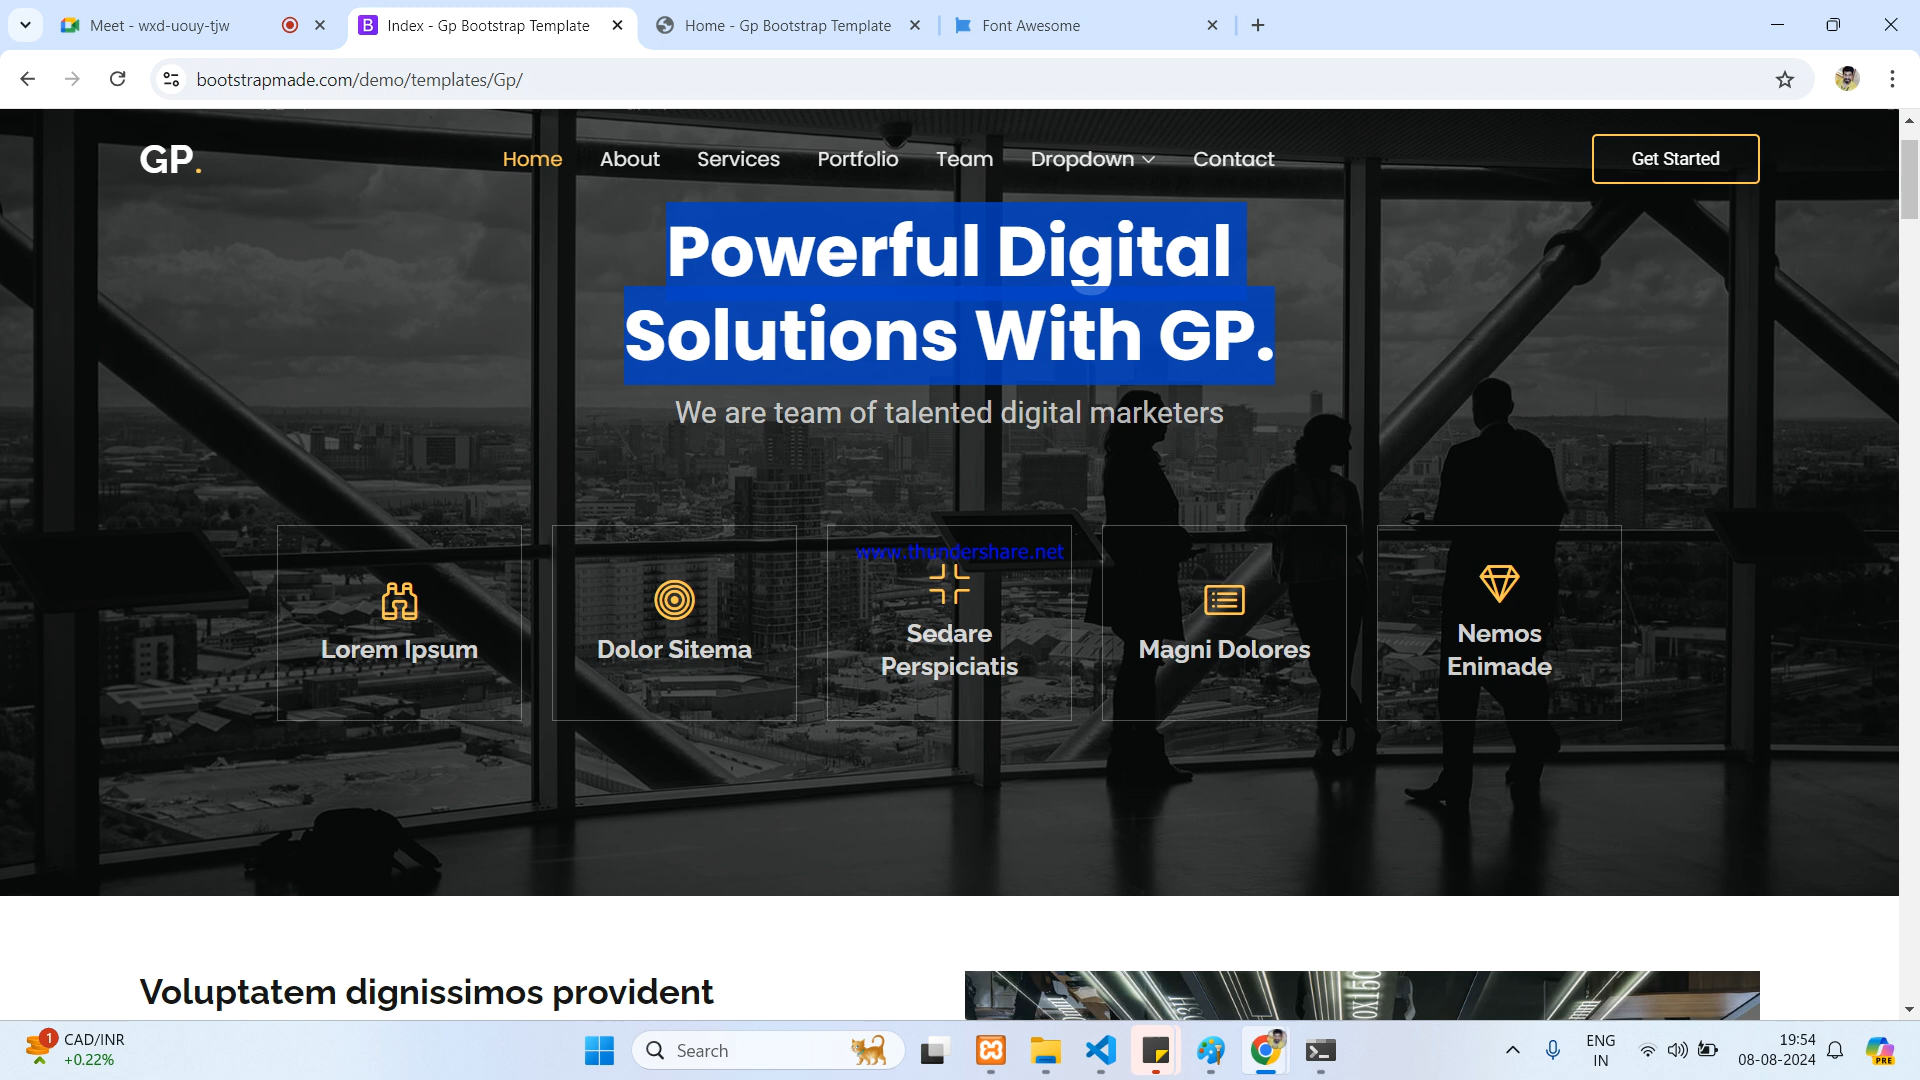 Meet - wxd-uouy-tjw
Index - Gp Bootstrap Template
Home - Gp Bootstrap Template
Font Awesome
bootstrapmade.com/demo/templates/Gp/
GP.
Home
About
Services
Portfolio
Team
Dropdown
Contact
Get Started
Powerful Digital
Solutions With GP.
We are team of talented digital marketers
www.thundershare.net
Lorem Ipsum
Dolor Sitema
Sedare
Perspiciatis
Magni Dolores
Nemos
Enimade
Voluptatem dignissimos provident
1
CAD/INR
+0.22%
Search
ENG
IN
19:54
08-08-2024
PRE